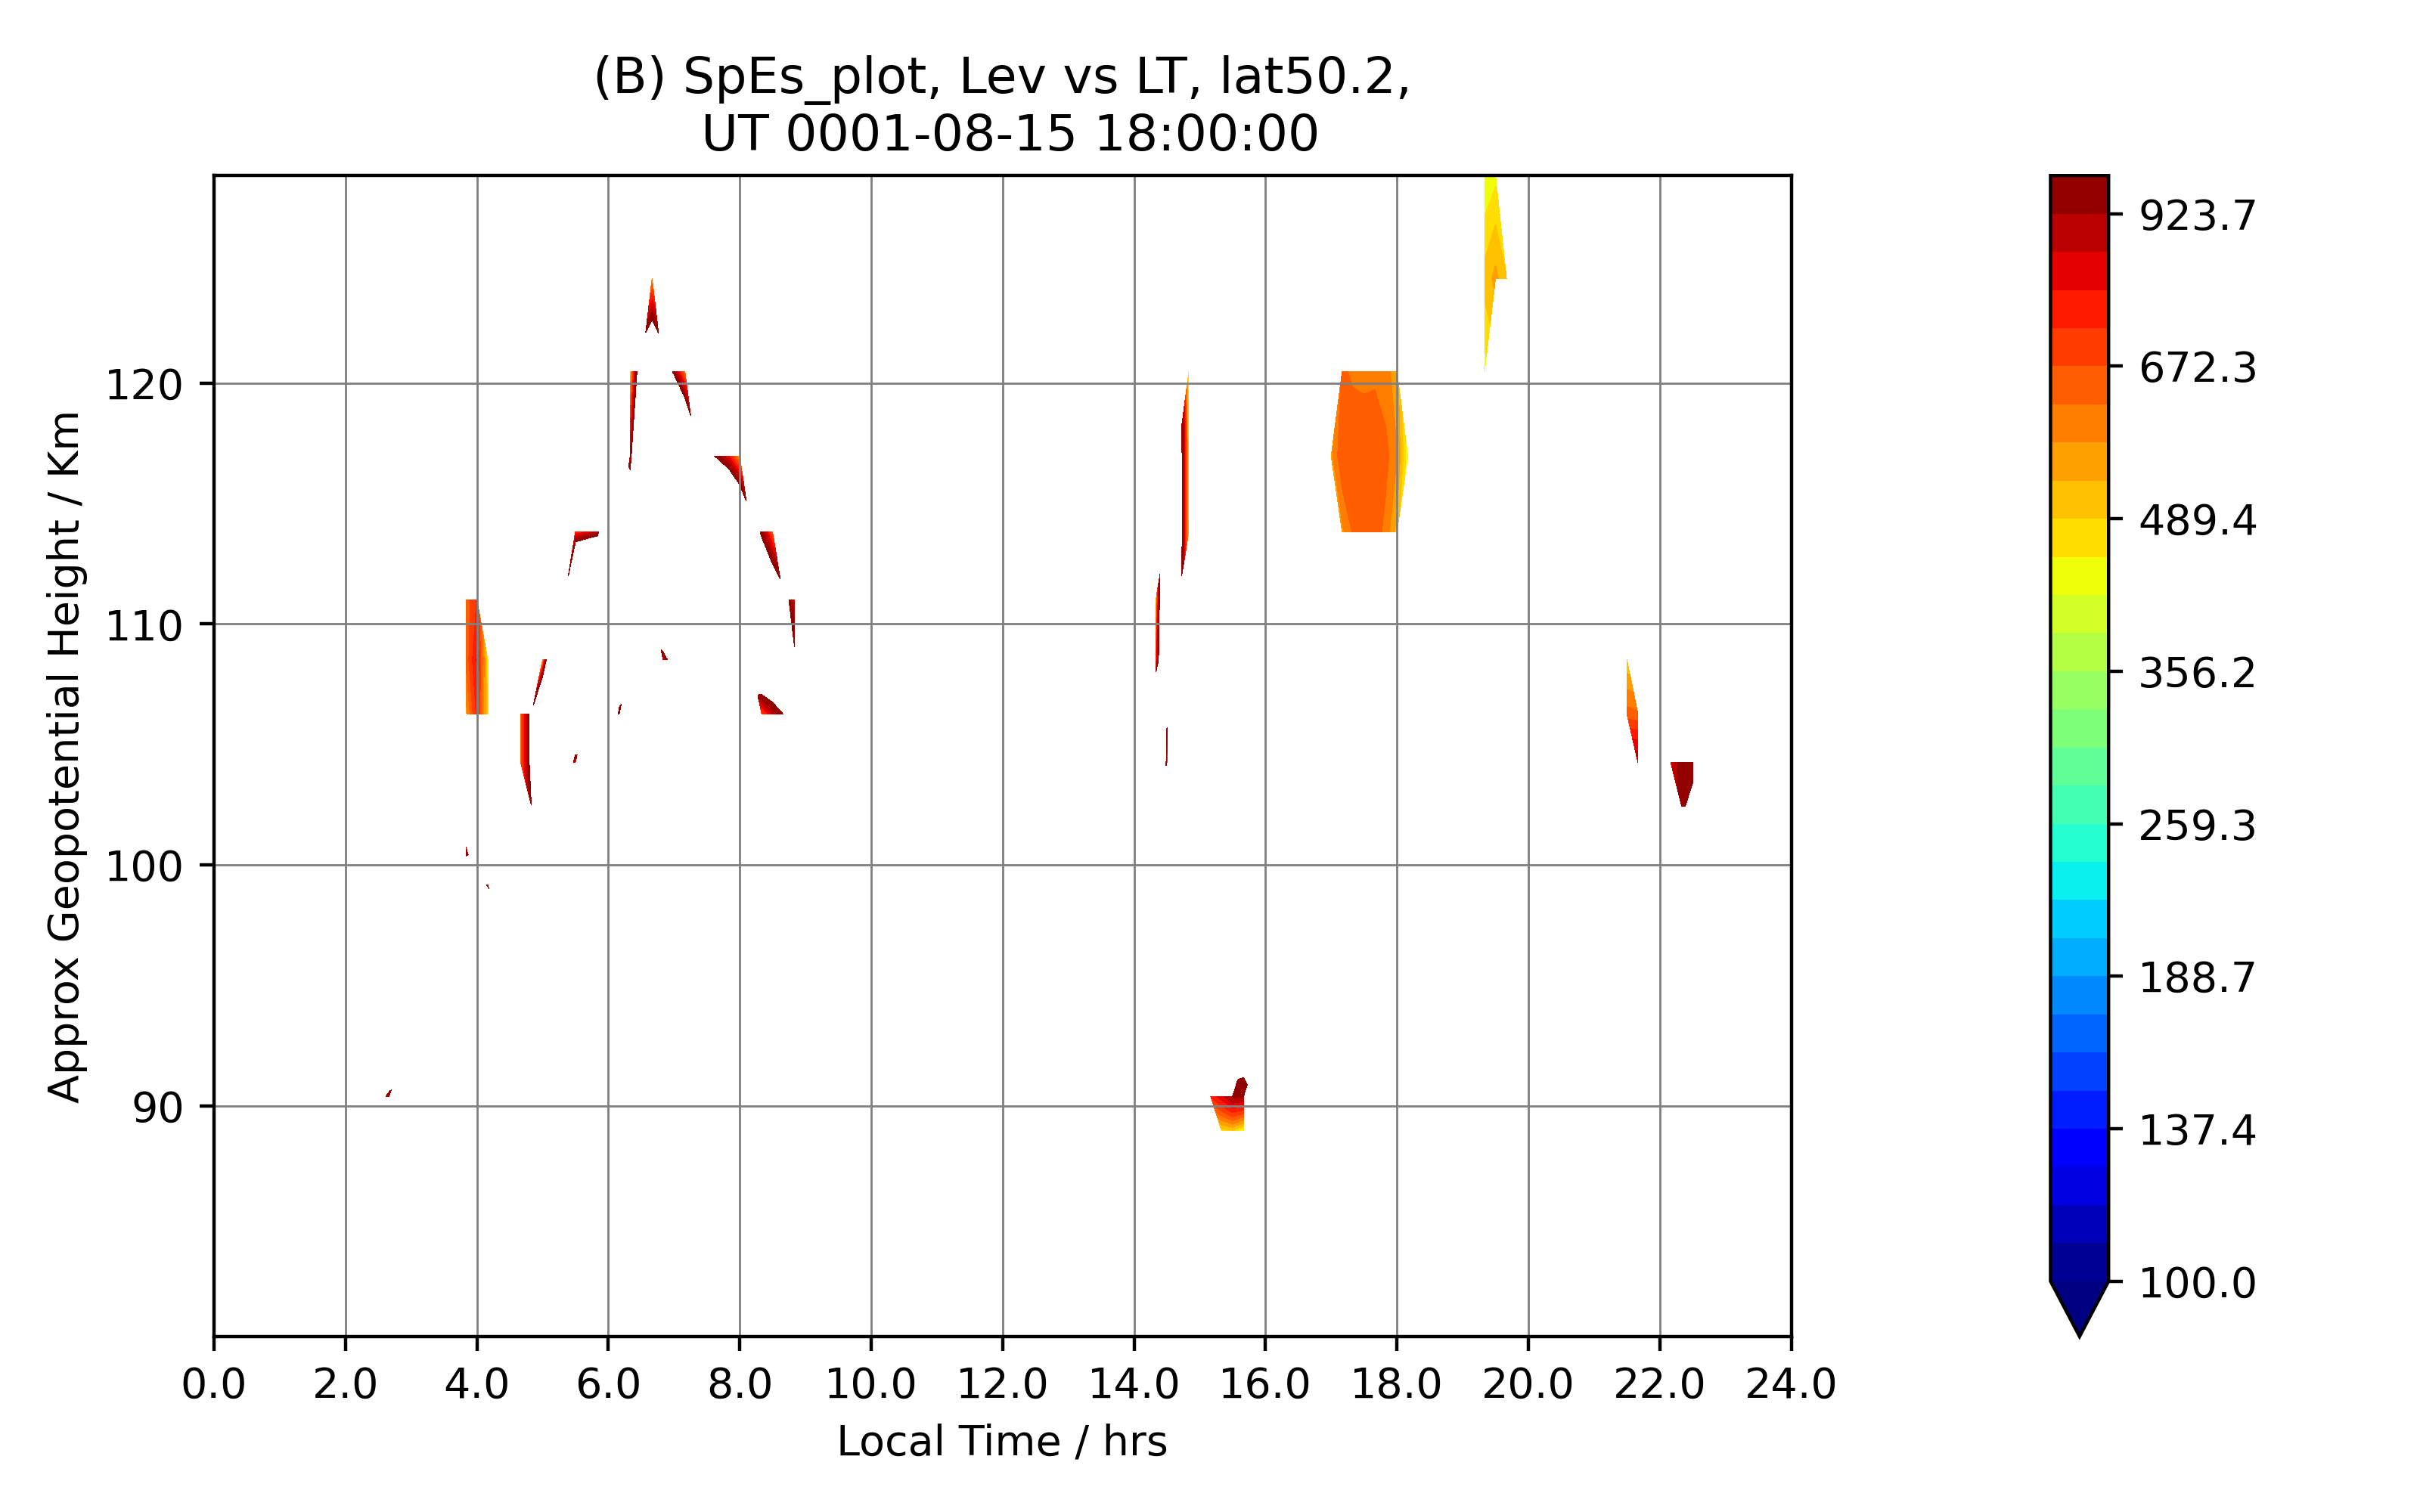 (B) SpEs_plot, Lev vs LT, lat50.2,
UT 0001-08-15 18:00:00
Approx Geopotential Height / Km
120
110
100
90
0.0 2.0 4.0 6.0 8.0 10.0 12.0 14.0 16.0 18.0 20.0 22.0 24.0
Local Time / hrs
923.7
672.3
489.4
356.2
259.3
188.7
137.4
100.0